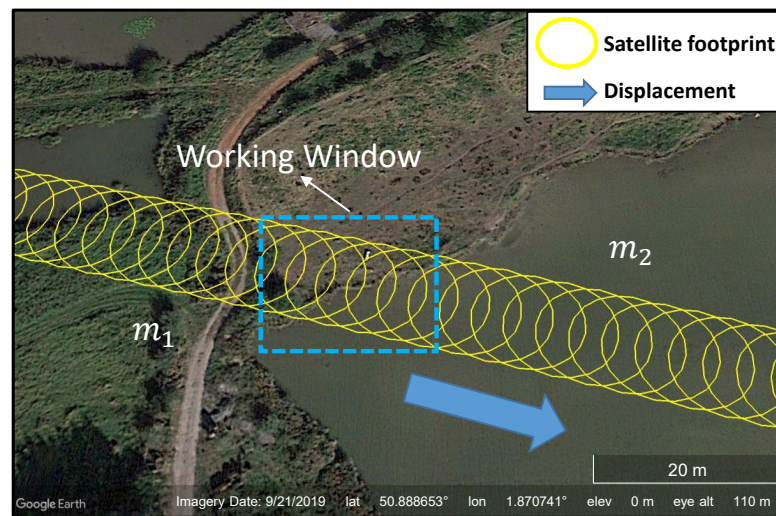 Satellite footprint
Displacement
Working Window
m₂
m₁
20 m
Google Earth Imagery Date: 9/21/2019 lat 50.888653° lon 1.870741° elev 0 m eye alt 110 m